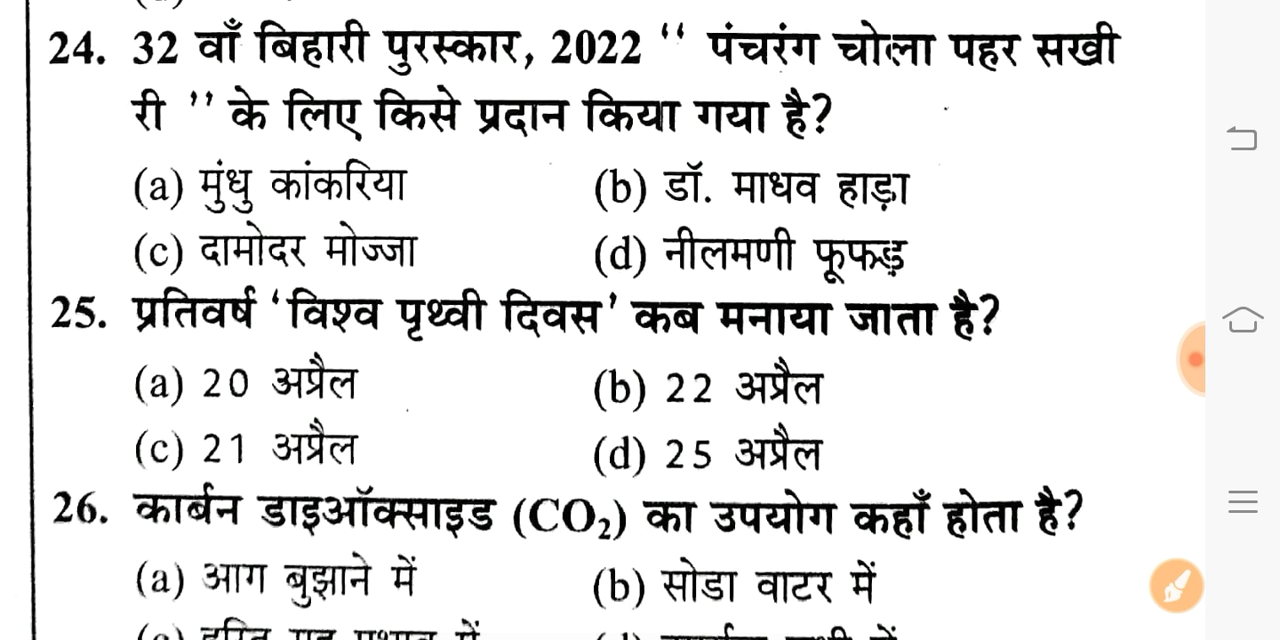 24. 32 वाँ बिहारी पुरस्कार, 2022 “ पंचरंग चोला पहर सखी
री ” के लिए किसे प्रदान किया गया है?
(a) मुंधु कांकरिया (b) डॉ. माधव हाड़ा
(c) दामोदर मोज्जा (d) नीलमणी फूफड़
25. प्रतिवर्ष ‘विश्व पृथ्वी दिवस’ कब मनाया जाता है?
(a) 20 अप्रैल (b) 22 अप्रैल
(c) 21 अप्रैल (d) 25 अप्रैल
26. कार्बन डाइऑक्साइड (CO₂) का उपयोग कहाँ होता है?
(a) आग बुझाने में (b) सोडा वाटर में